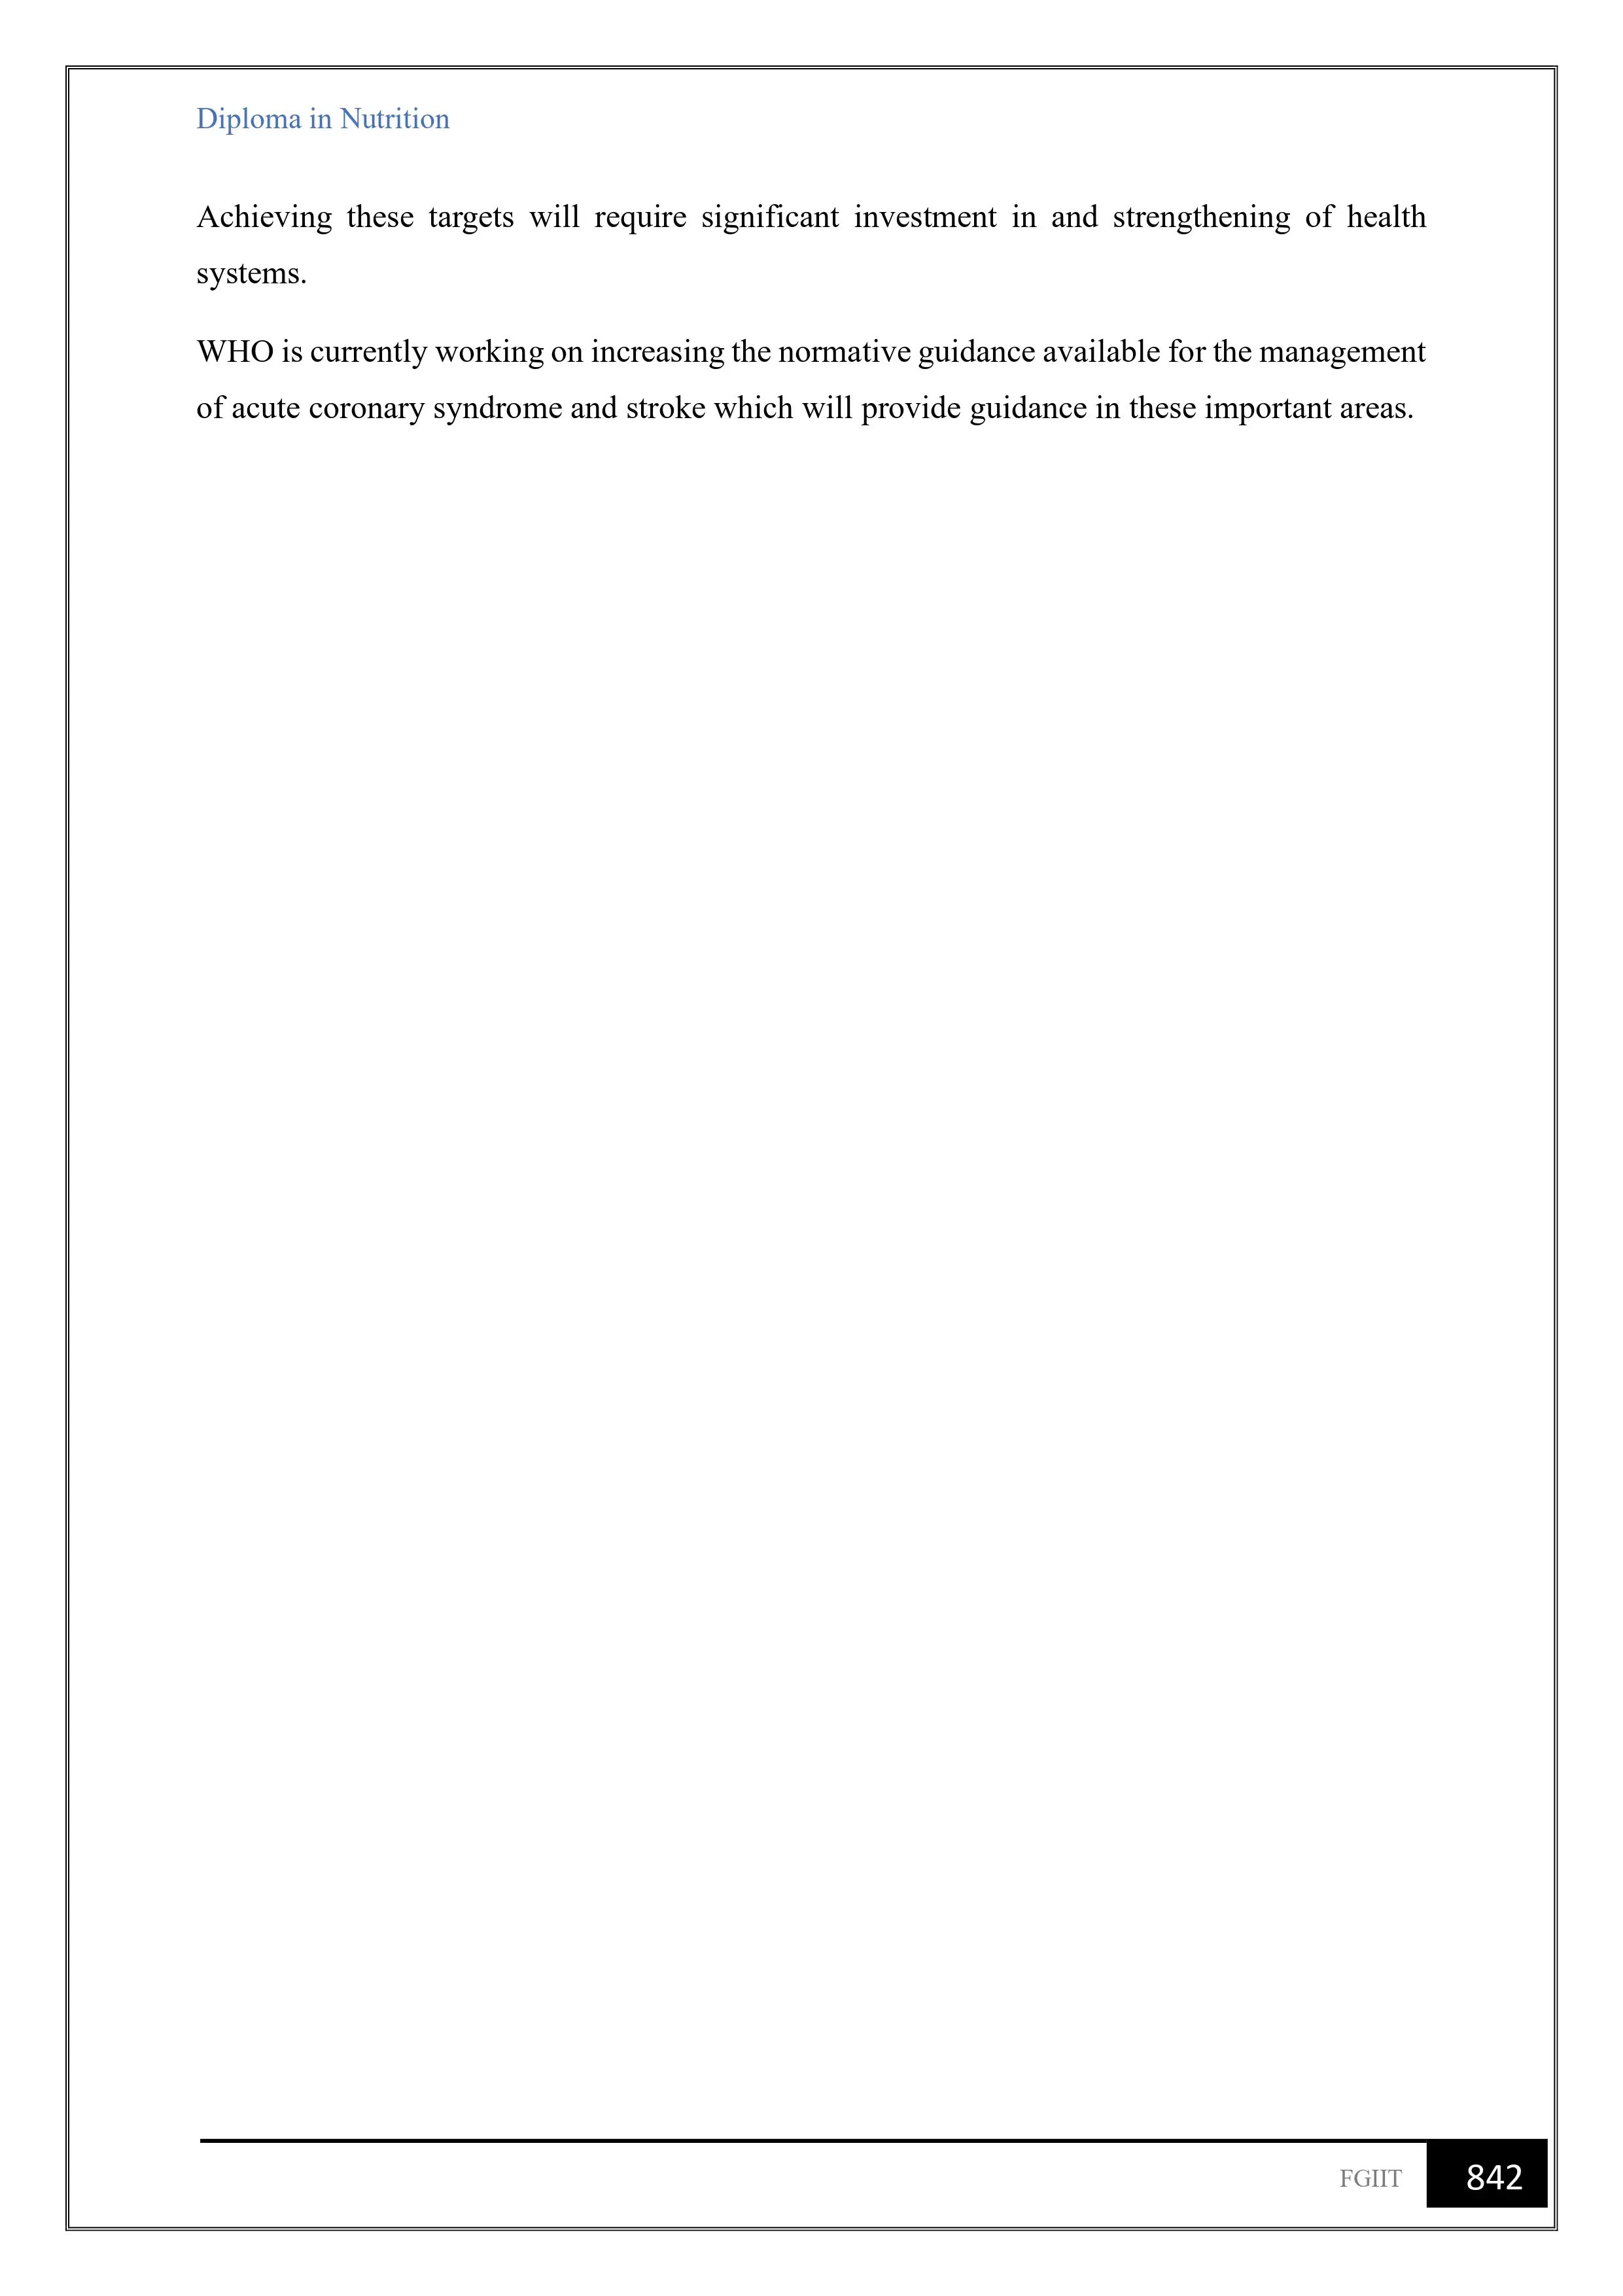 Diploma in Nutrition
Achieving these targets will require significant investment in and strengthening of health
systems.
WHO is currently working on increasing the normative guidance available for the management
of acute coronary syndrome and stroke which will provide guidance in these important areas.
FGIIT 842